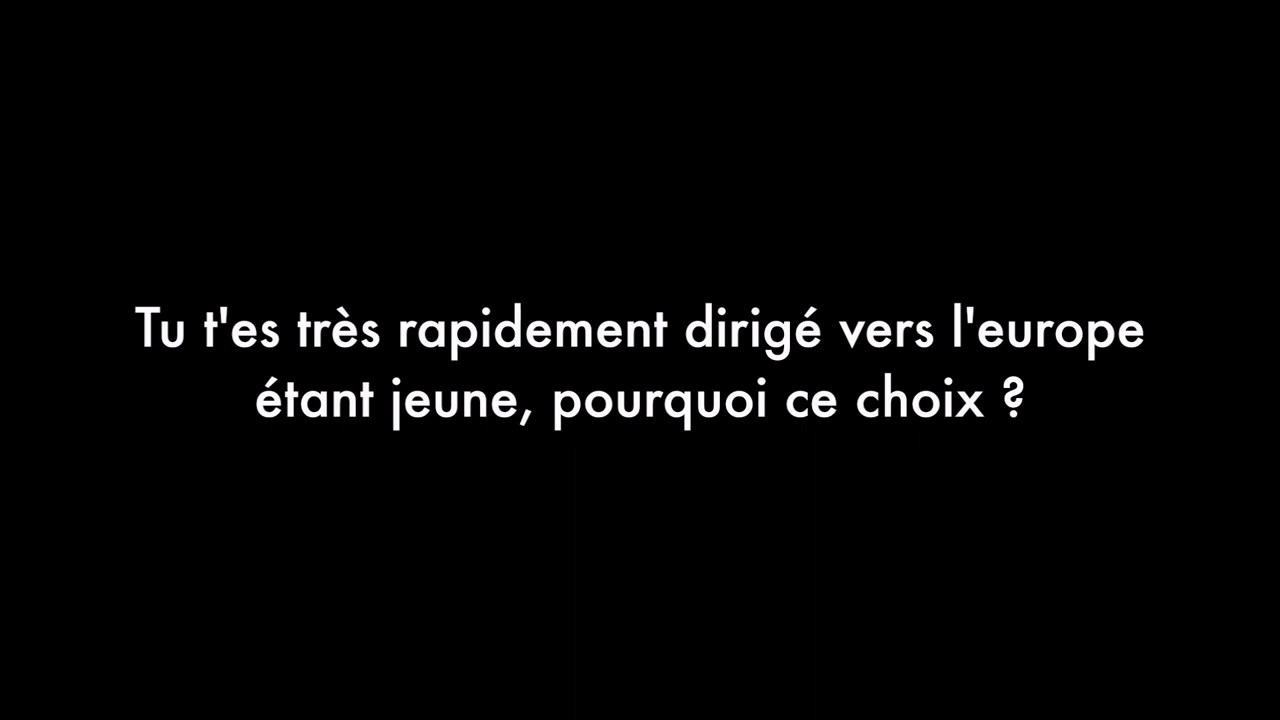 Tu t'es très rapidement dirigé vers l'europe
étant jeune, pourquoi ce choix ?